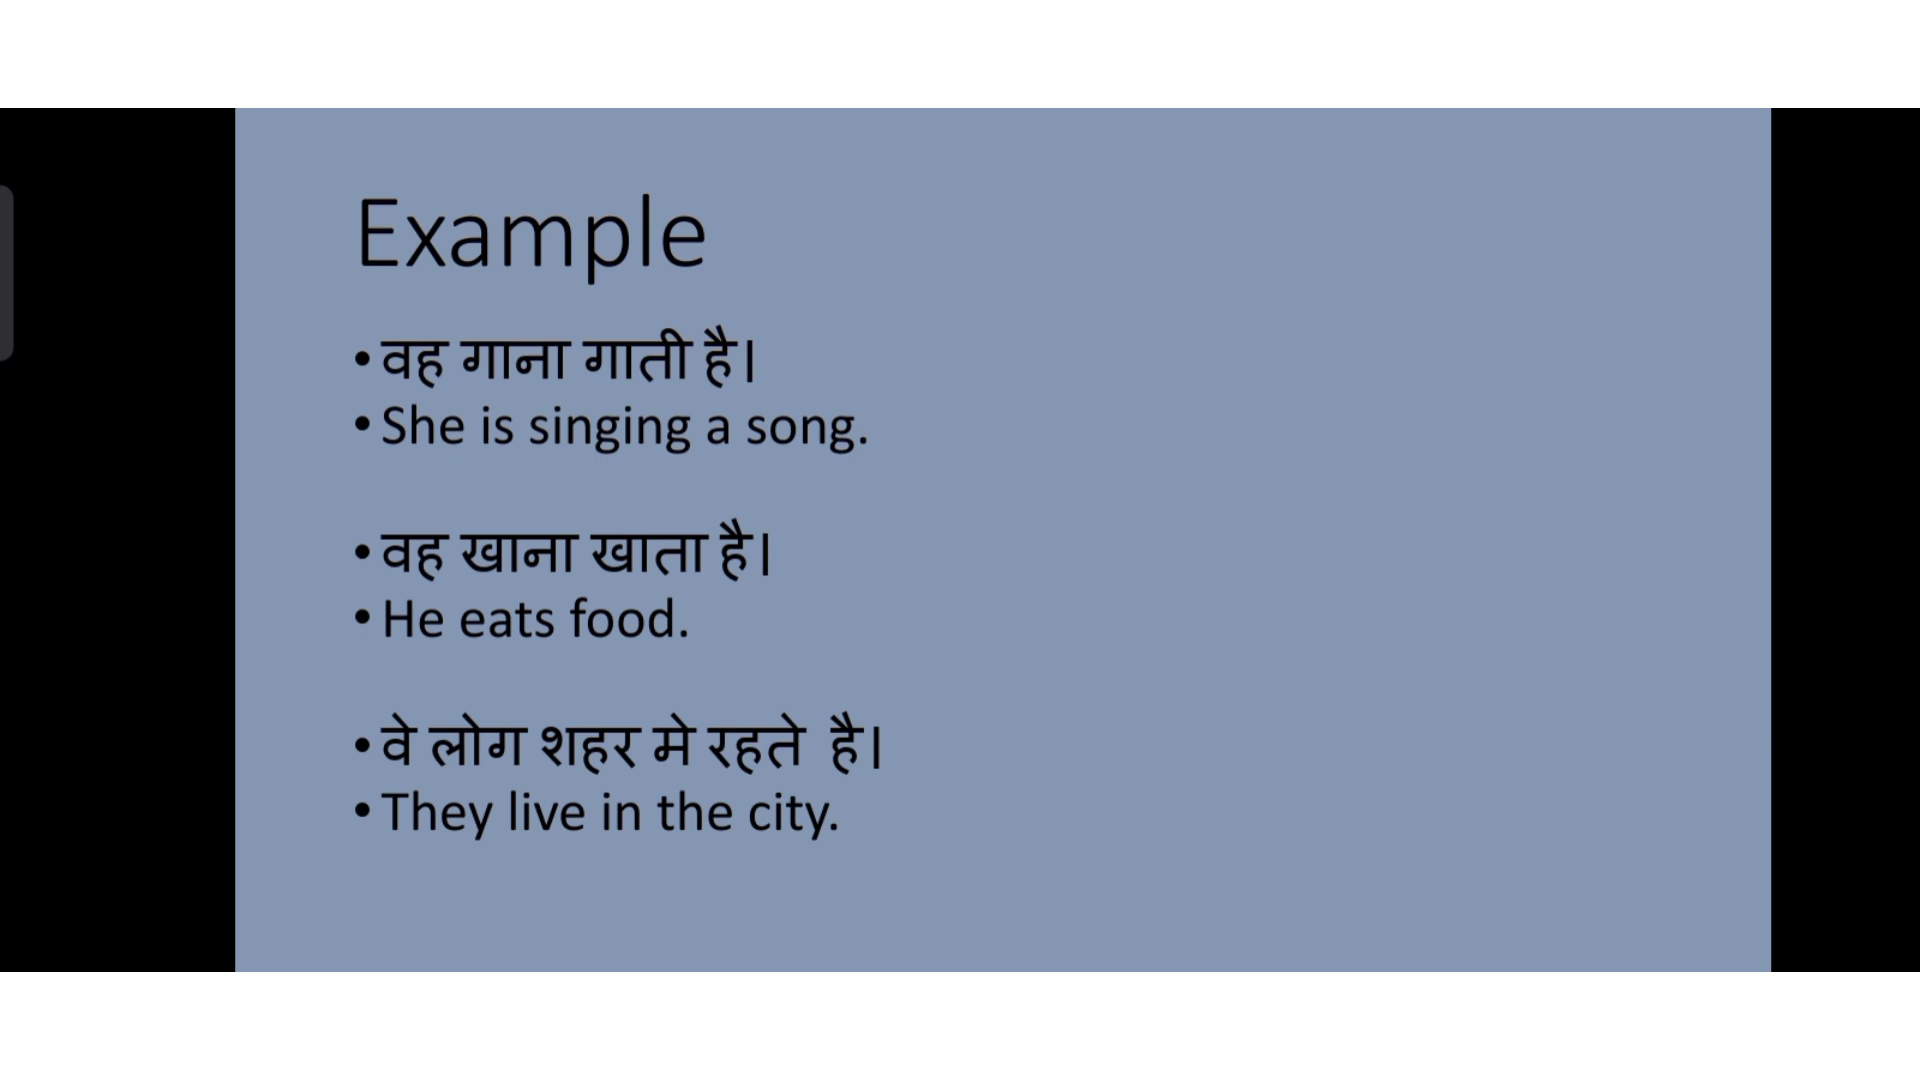 Example
• वह गाना गाती है।
• She is singing a song.
• वह खाना खाता है।
• He eats food.
• वे लोग शहर मे रहते है।
• They live in the city.